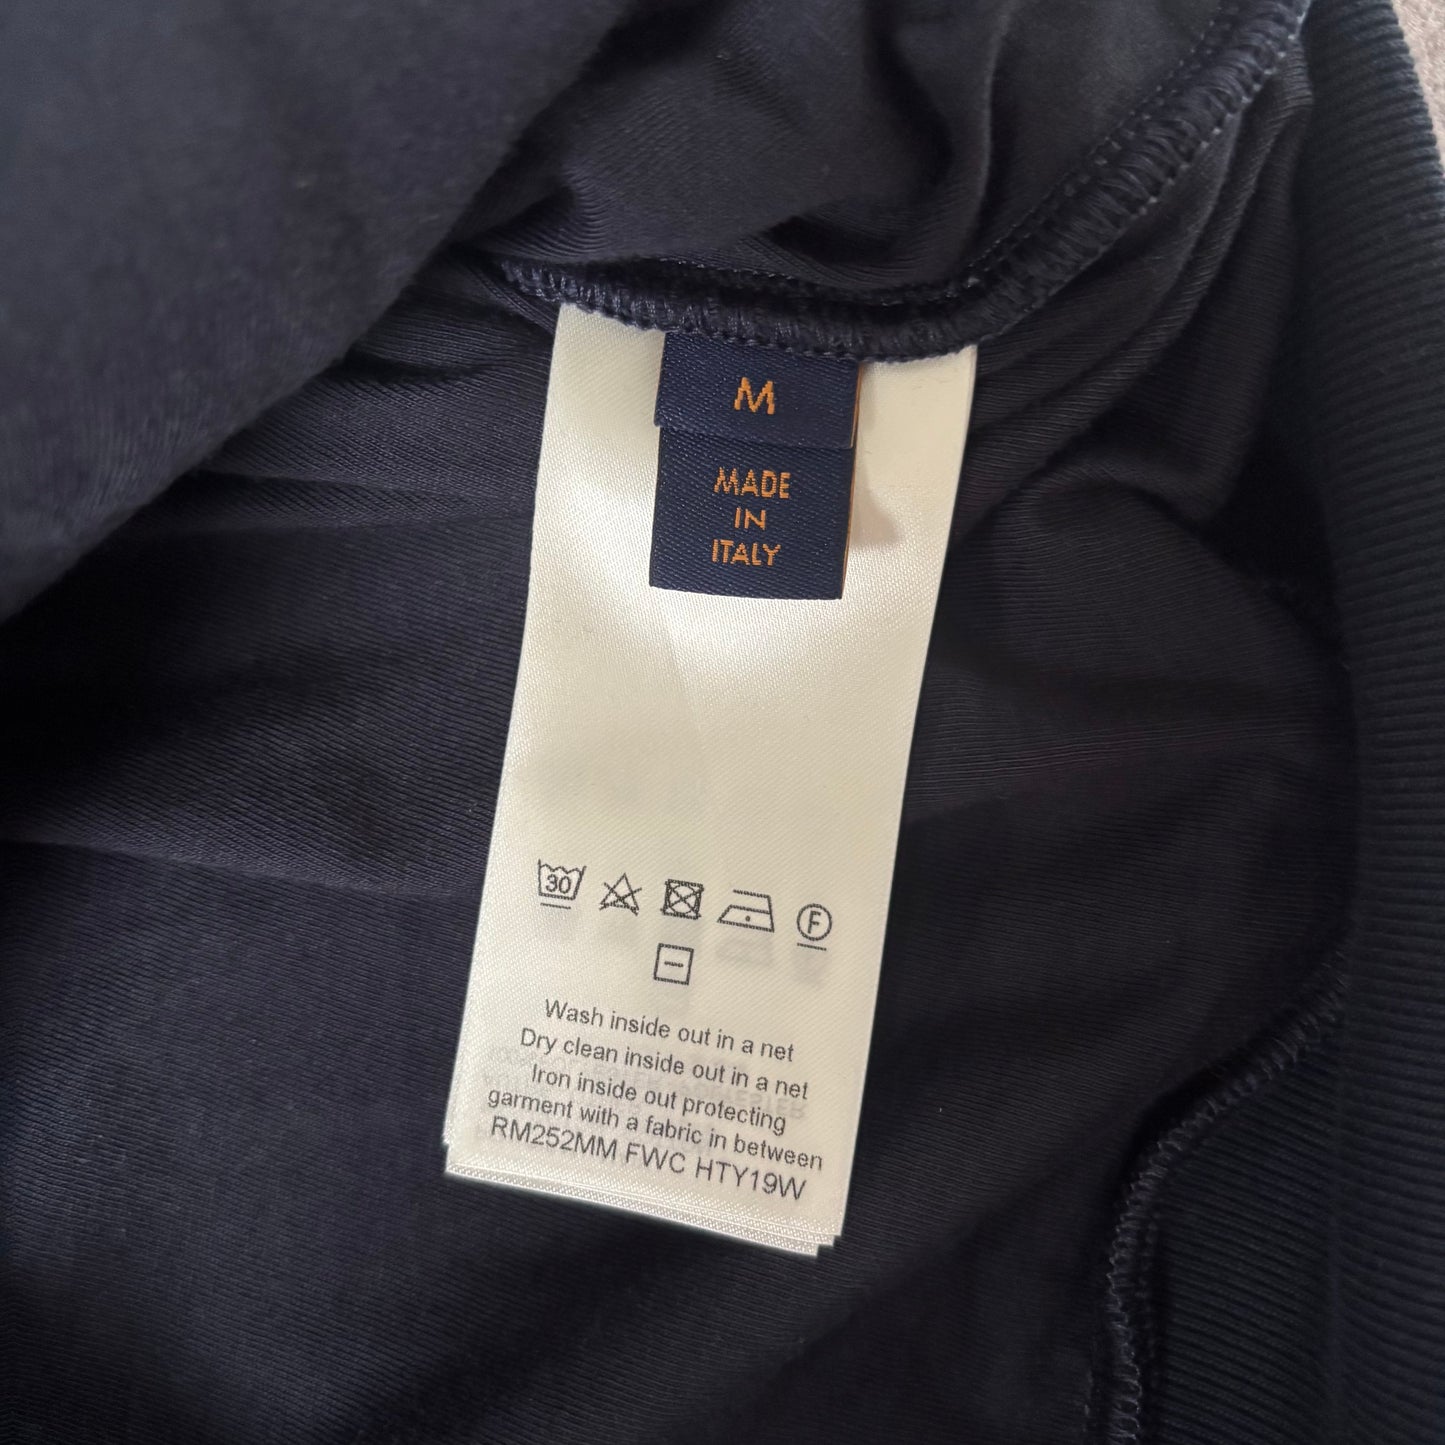 M
MADE
IN
ITALY
30
F
Wash inside out in a net
Dry clean inside out in a net
Iron inside out protecting
garment with a fabric in between
RM252MM FWC HTY19W